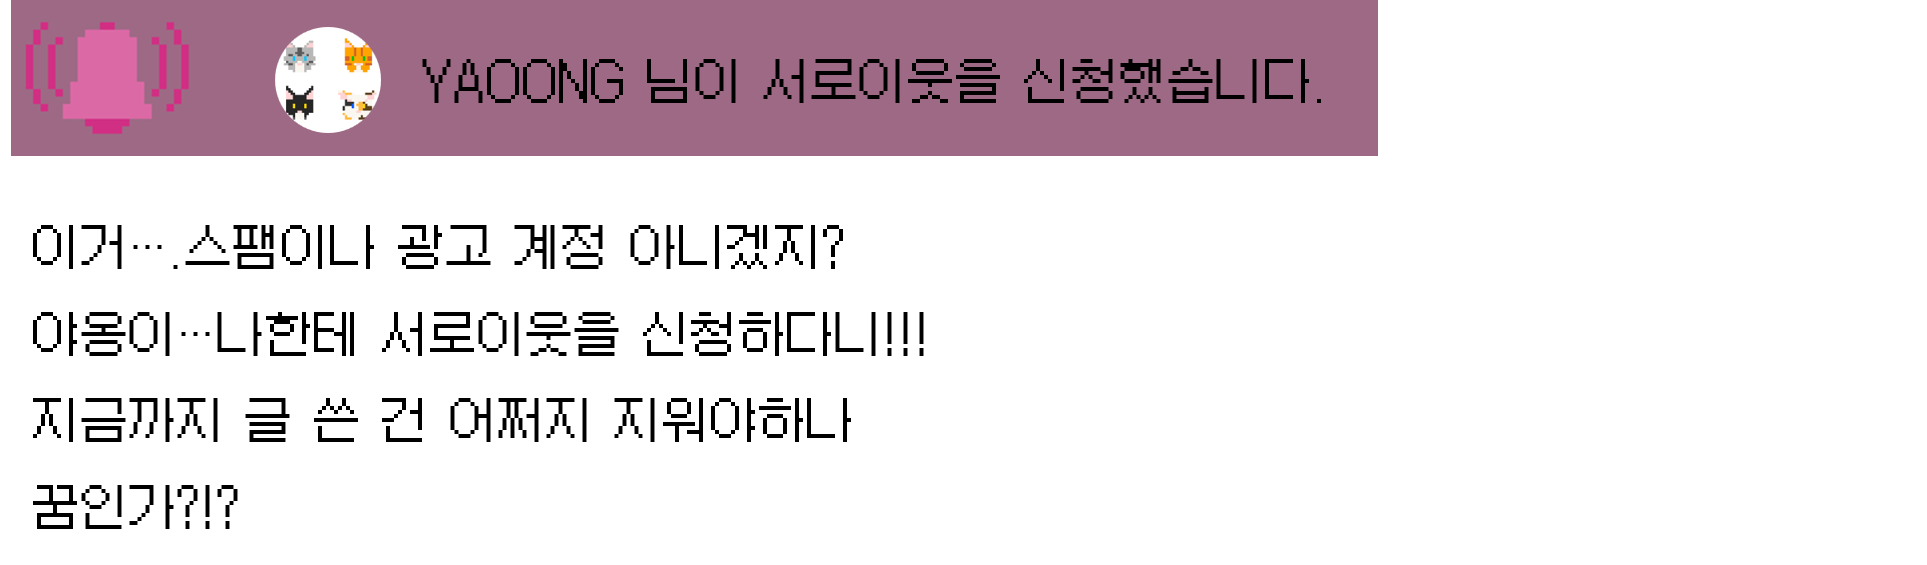 YAOONG 님이 서로이웃을 신청했습니다.
이거….스팸이나 광고 계정 아니겠지?
야옹이…나한테 서로이웃을 신청하다니!!!
지금까지 글 쓴 건 어쩌지 지워야하나
꿈인가?!?